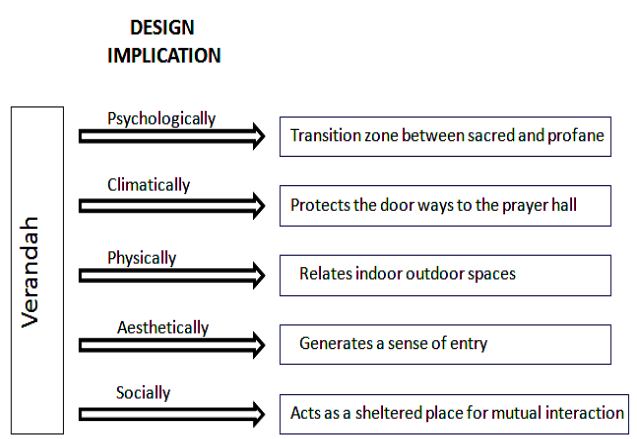 DESIGN
IMPLICATION
Verandah
Psychologically
Transition zone between sacred and profane
Climatically
Protects the door ways to the prayer hall
Physically
Relates indoor outdoor spaces
Aesthetically
Generates a sense of entry
Socially
Acts as a sheltered place for mutual interaction